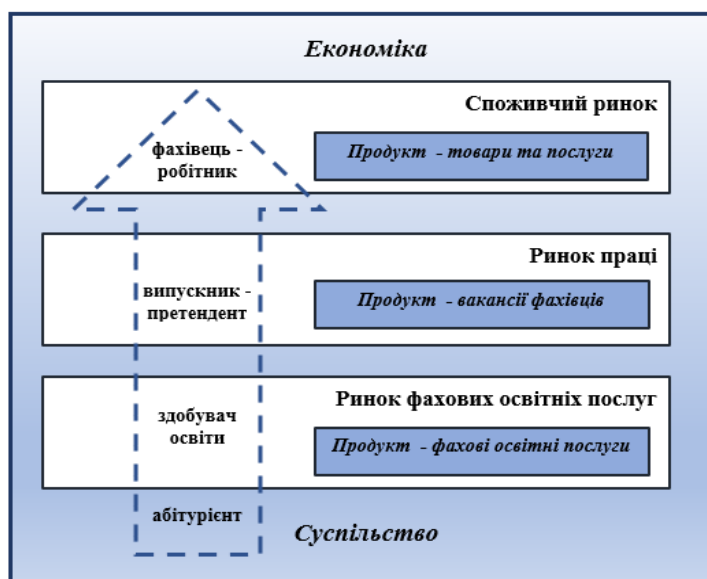 Економіка
Споживчий ринок
фахівець -
робітник
Продукт - товари та послуги
Ринок праці
випускник -
претендент
Продукт - вакансії фахівців
Ринок фахових освітніх послуг
здобувач
освіти
Продукт - фахові освітні послуги
абітурієнт
Суспільство